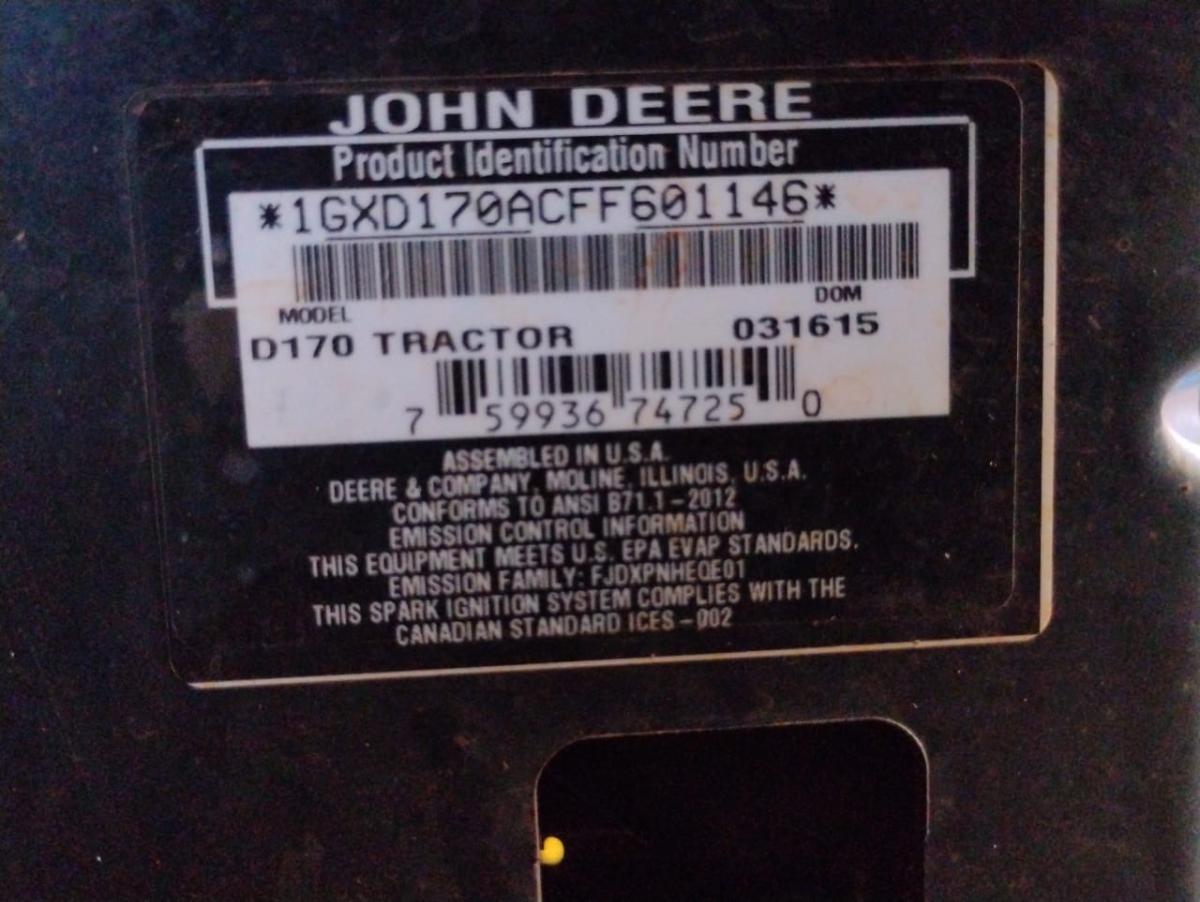 JOHN DEERE
Product Identification Number
*1GXD170ACFF601146*
MODEL
DOM
D170 TRACTOR 031615
7 59936 74725 0
ASSEMBLED IN U.S.A.
DEERE & COMPANY, MOLINE, ILLINOIS, U.S.A.
CONFORMS TO ANSI B71.1-2012
EMISSION CONTROL INFORMATION
THIS EQUIPMENT MEETS U.S. EPA EVAP STANDARDS.
EMISSION FAMILY: FJDXPNHEQE01
THIS SPARK IGNITION SYSTEM COMPLIES WITH THE
CANADIAN STANDARD ICES-002